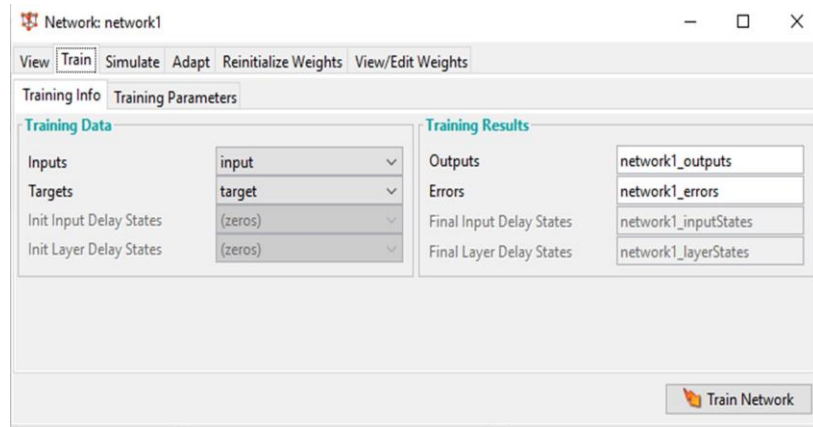 Network: network1
View Train Simulate Adapt Reinitialize Weights View/Edit Weights
Training Info Training Parameters
Training Data
Inputs input
Targets target
Init Input Delay States (zeros)
Init Layer Delay States (zeros)
Training Results
Outputs network1_outputs
Errors network1_errors
Final Input Delay States network1_inputStates
Final Layer Delay States network1_layerStates
Train Network